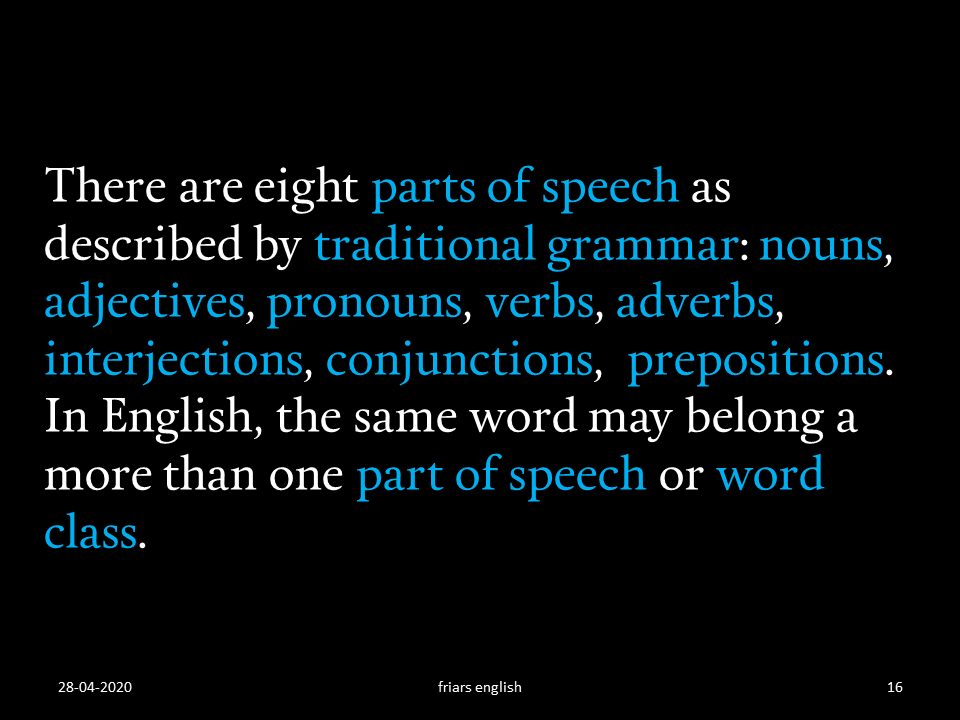 There are eight parts of speech as
described by traditional grammar: nouns,
adjectives, pronouns, verbs, adverbs,
interjections, conjunctions,  prepositions.
In English, the same word may belong a
more than one part of speech or word
class.
28-04-2020 friars english 16